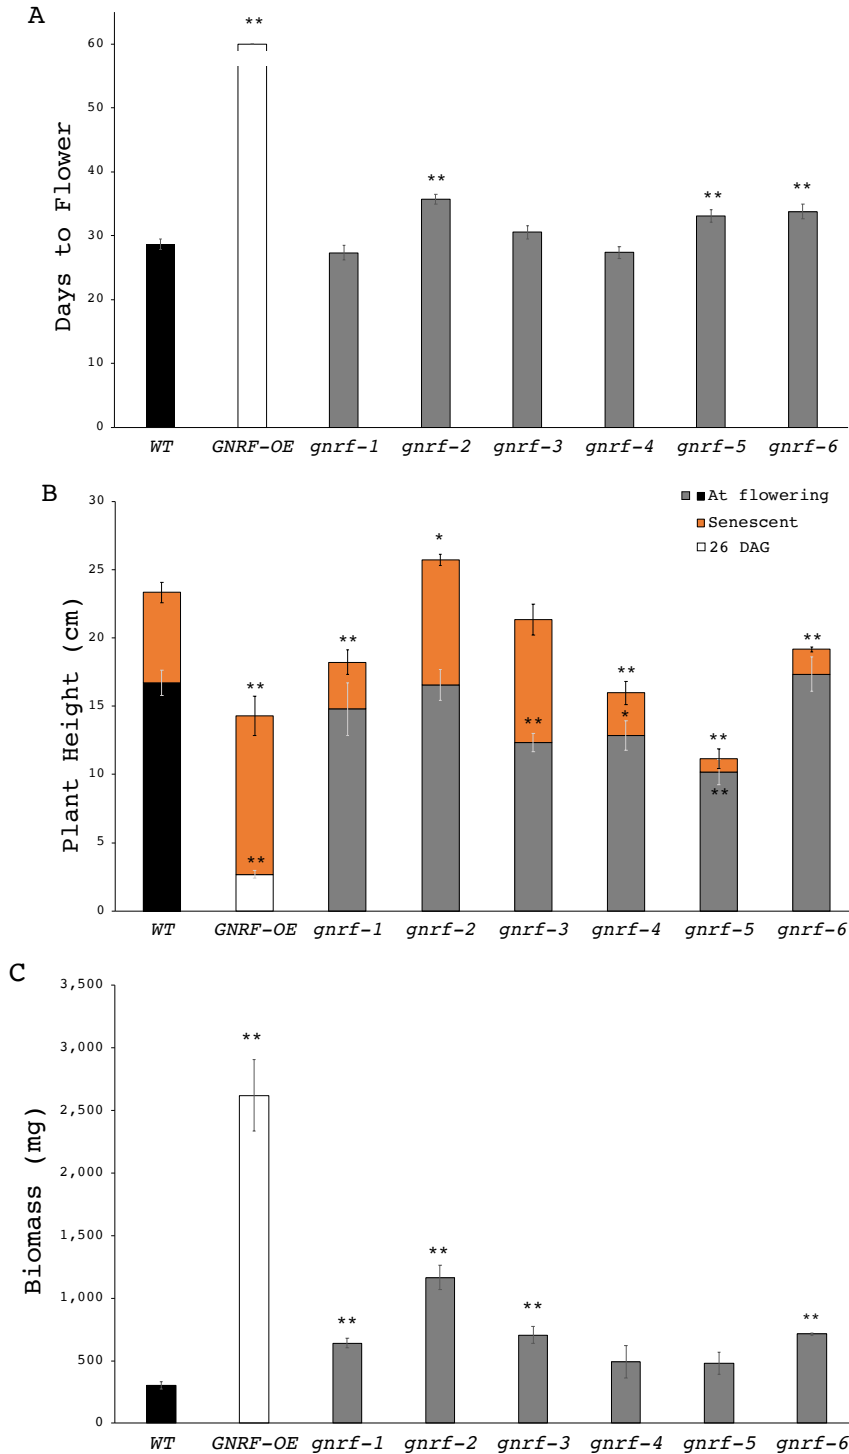 A
Days to Flower
**
60
50
40
30
20
10
0
** ** **
WT GNRF-OE gnrf-1 gnrf-2 gnrf-3 gnrf-4 gnrf-5 gnrf-6
B
Plant Height (cm)
At flowering
Senescent
26 DAG
30
25
20
15
10
5
0
** ** * ** ** **
** ** * **
WT GNRF-OE gnrf-1 gnrf-2 gnrf-3 gnrf-4 gnrf-5 gnrf-6
C
Biomass (mg)
3,500
3,000
2,500
2,000
1,500
1,000
500
0
** ** ** ** **
WT GNRF-OE gnrf-1 gnrf-2 gnrf-3 gnrf-4 gnrf-5 gnrf-6